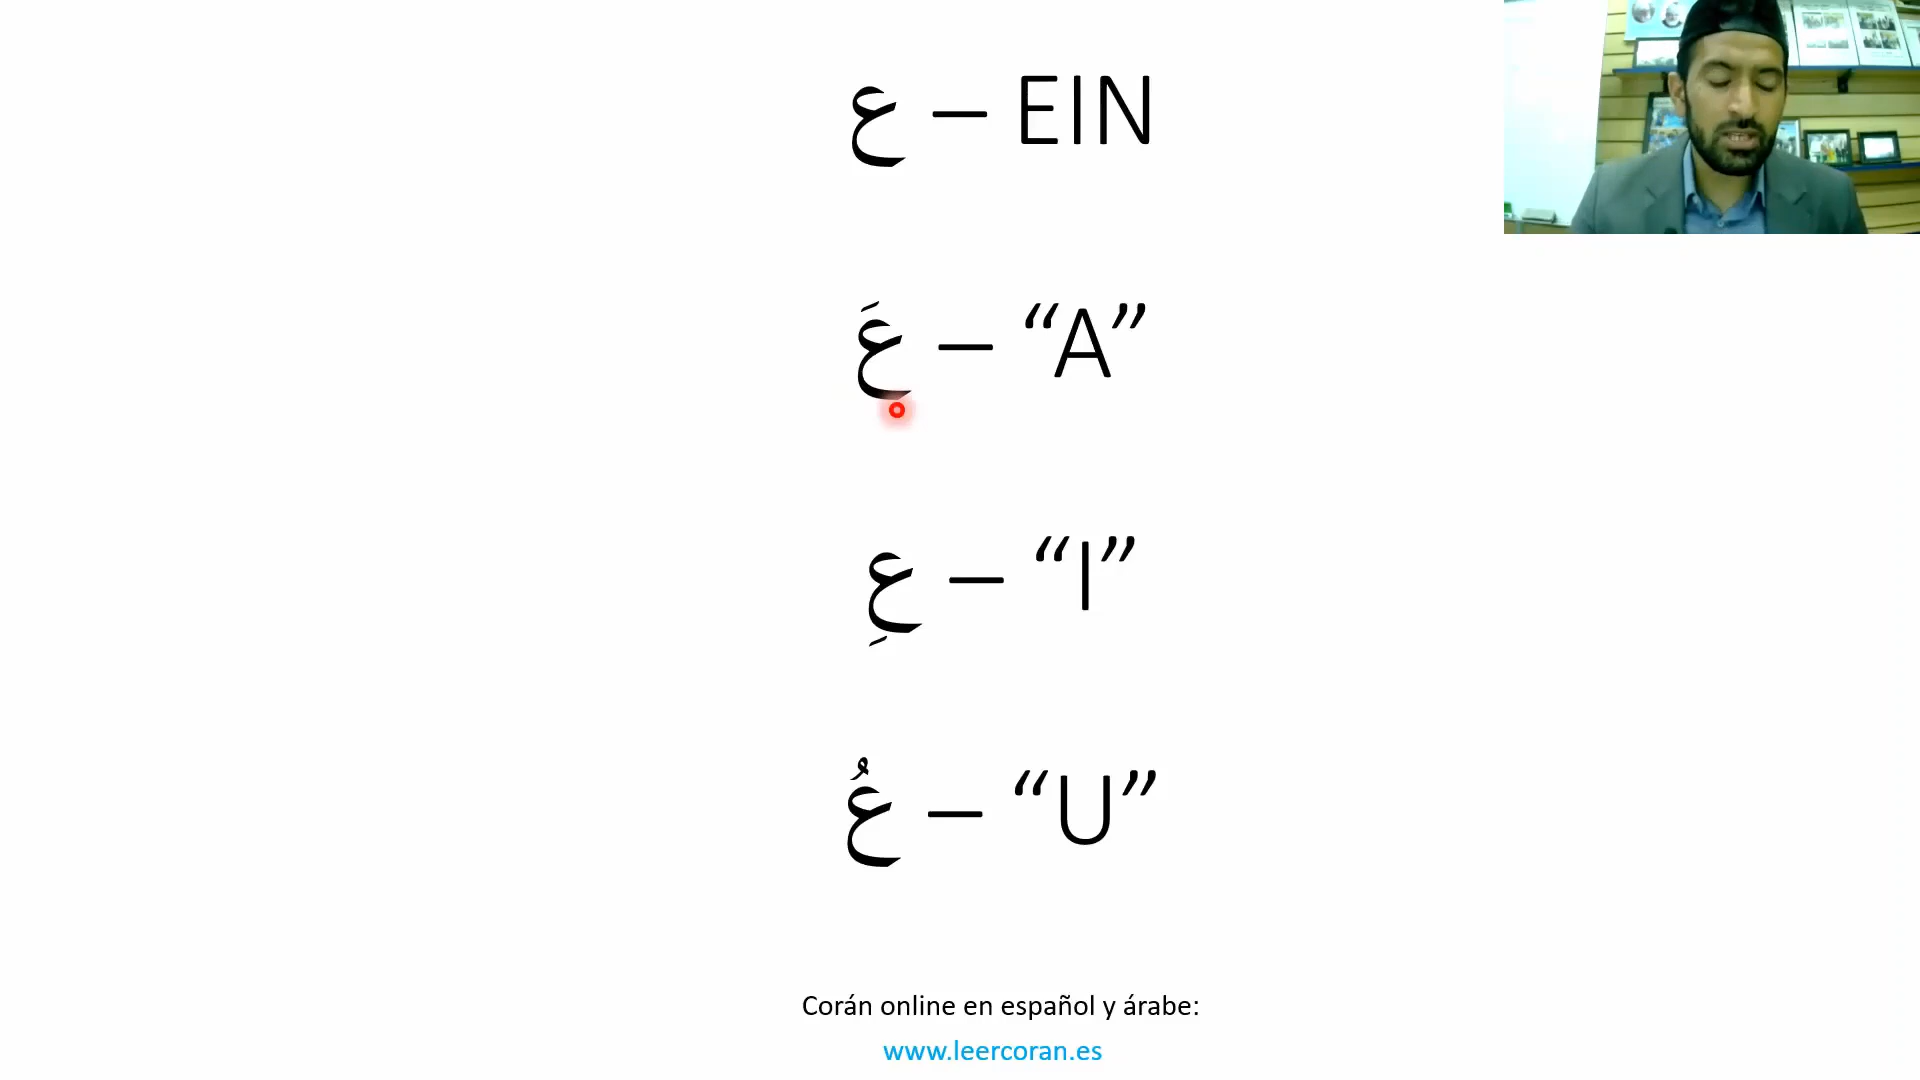 ع – EIN
عَ – “A”
عِ – “I”
عُ – “U”
Corán online en español y árabe:
www.leercoran.es